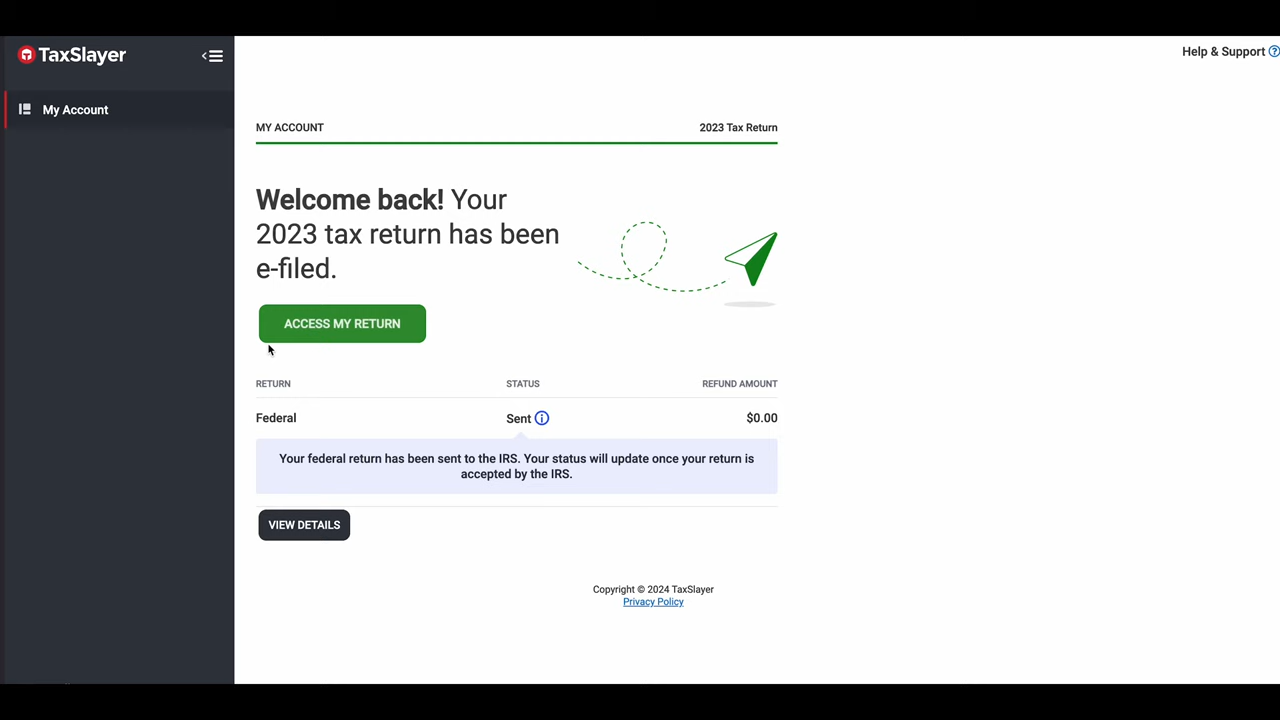 TaxSlayer
Help & Support
My Account
MY ACCOUNT
2023 Tax Return
Welcome back! Your
2023 tax return has been
e-filed.
ACCESS MY RETURN
RETURN
STATUS
REFUND AMOUNT
Federal
Sent
$0.00
Your federal return has been sent to the IRS. Your status will update once your return is
accepted by the IRS.
VIEW DETAILS
Copyright © 2024 TaxSlayer
Privacy Policy